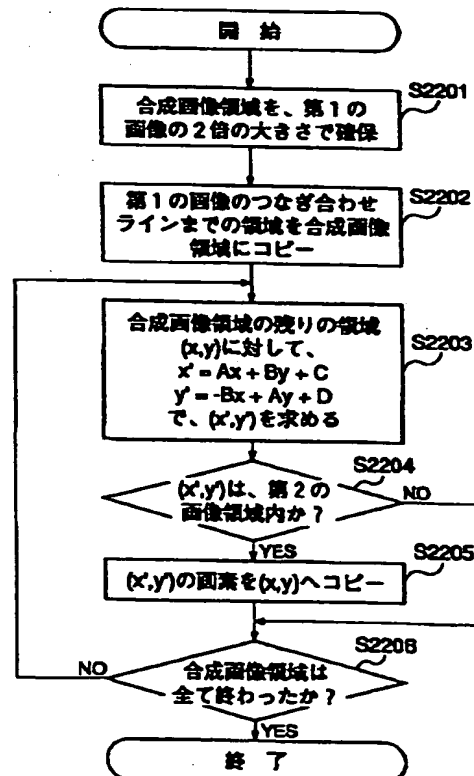 開 始
S2201
合成画像領域を、第1の
画像の2倍の大きさで確保
S2202
第1の画像のつなぎ合わせ
ラインまでの領域を合成画像
領域にコピー
S2203
合成画像領域の残りの領域
(x,y)に対して、
x' = Ax + By + C
y' = -Bx + Ay + D
で、(x',y')を求める
S2204
(x',y')は、第2の
画像領域内か?
NO
YES
S2205
(x',y')の画素を(x,y)へコピー
S2206
合成画像領域は
全て終わったか?
NO
YES
終 了